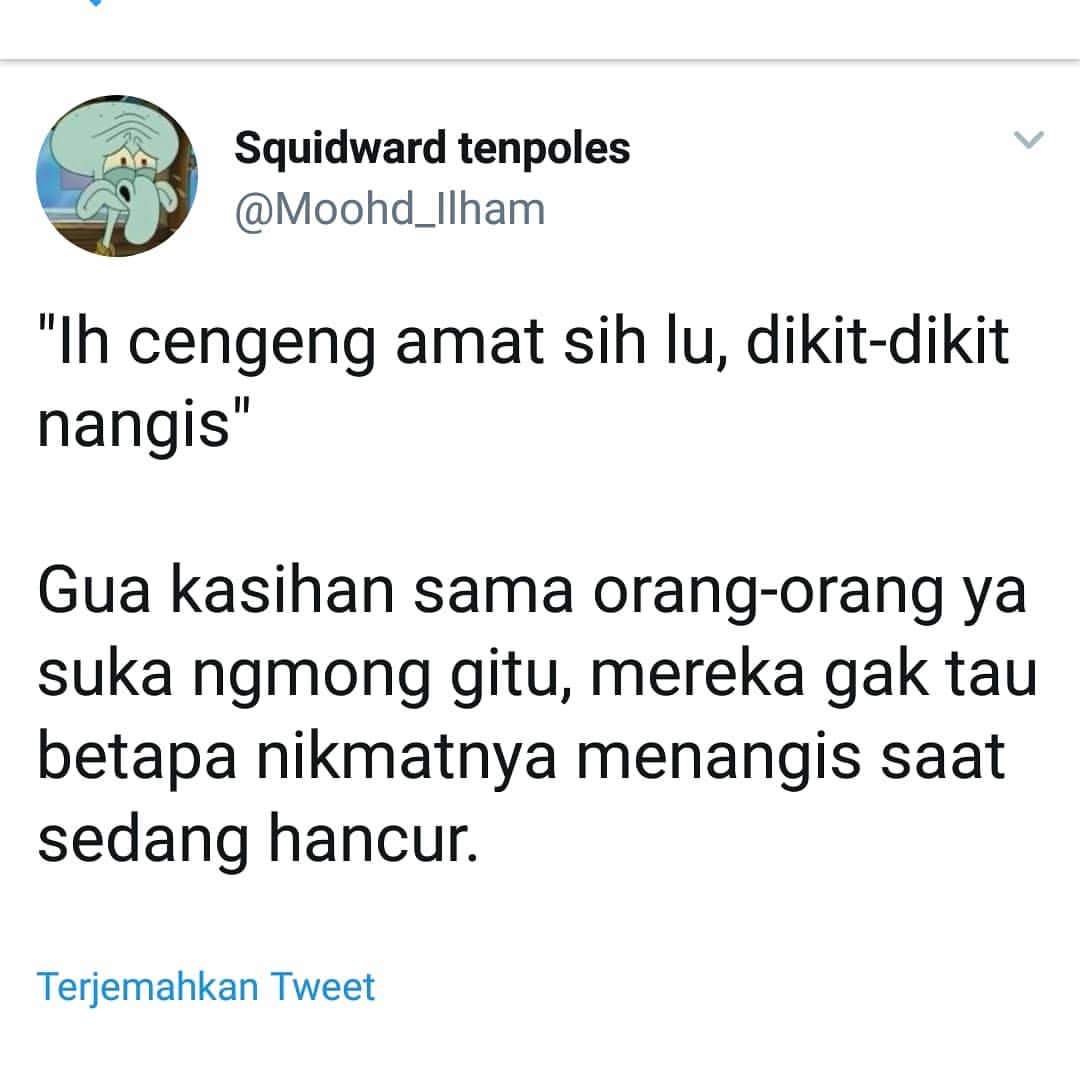 Squidward tenpoles
@Moohd_Ilham
"Ih cengeng amat sih lu, dikit-dikit
nangis"
Gua kasihan sama orang-orang ya
suka ngmong gitu, mereka gak tau
betapa nikmatnya menangis saat
sedang hancur.
Terjemahkan Tweet